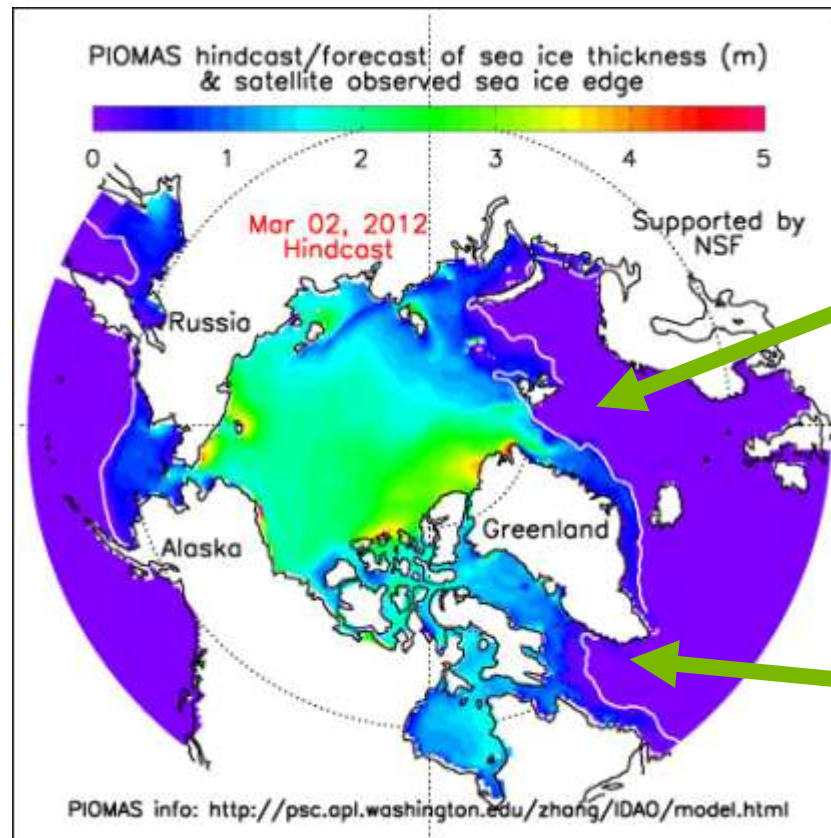 PIOMAS hindcast/forecast of sea ice thickness (m)
& satellite observed sea ice edge
0 1 2 3 4 5
Mar 02, 2012
Hindcast
Supported by
NSF
Russia
Alaska
Greenland
PIOMAS info: http://psc.apl.washington.edu/zhang/IDAO/model.html